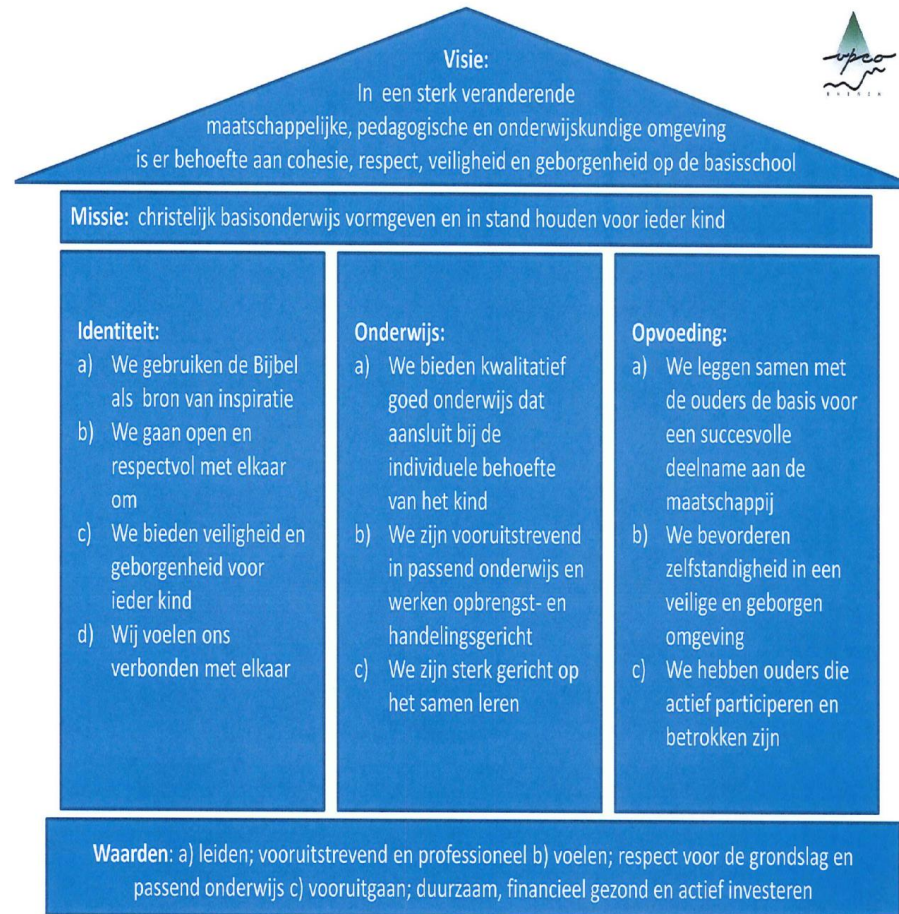 Visie:
In een sterk veranderende
maatschappelijke, pedagogische en onderwijskundige omgeving
is er behoefte aan cohesie, respect, veiligheid en geborgenheid op de basisschool
vpco
Missie: christelijk basisonderwijs vormgeven en in stand houden voor ieder kind
Identiteit:
a) We gebruiken de Bijbel
als bron van inspiratie
b) We gaan open en
respectvol met elkaar
om
c) We bieden veiligheid en
geborgenheid voor
ieder kind
d) Wij voelen ons
verbonden met elkaar
Onderwijs:
a) We bieden kwalitatief
goed onderwijs dat
aansluit bij de
individuele behoefte
van het kind
b) We zijn vooruitstrevend
in passend onderwijs en
werken opbrengst- en
handelingsgericht
c) We zijn sterk gericht op
het samen leren
Opvoeding:
a) We leggen samen met
de ouders de basis voor
een succesvolle
deelname aan de
maatschappij
b) We bevorderen
zelfstandigheid in een
veilige en geborgen
omgeving
c) We hebben ouders die
actief participeren en
betrokken zijn
Waarden: a) leiden; vooruitstrevend en professioneel b) voelen; respect voor de grondslag en
passend onderwijs c) vooruitgaan; duurzaam, financieel gezond en actief investeren